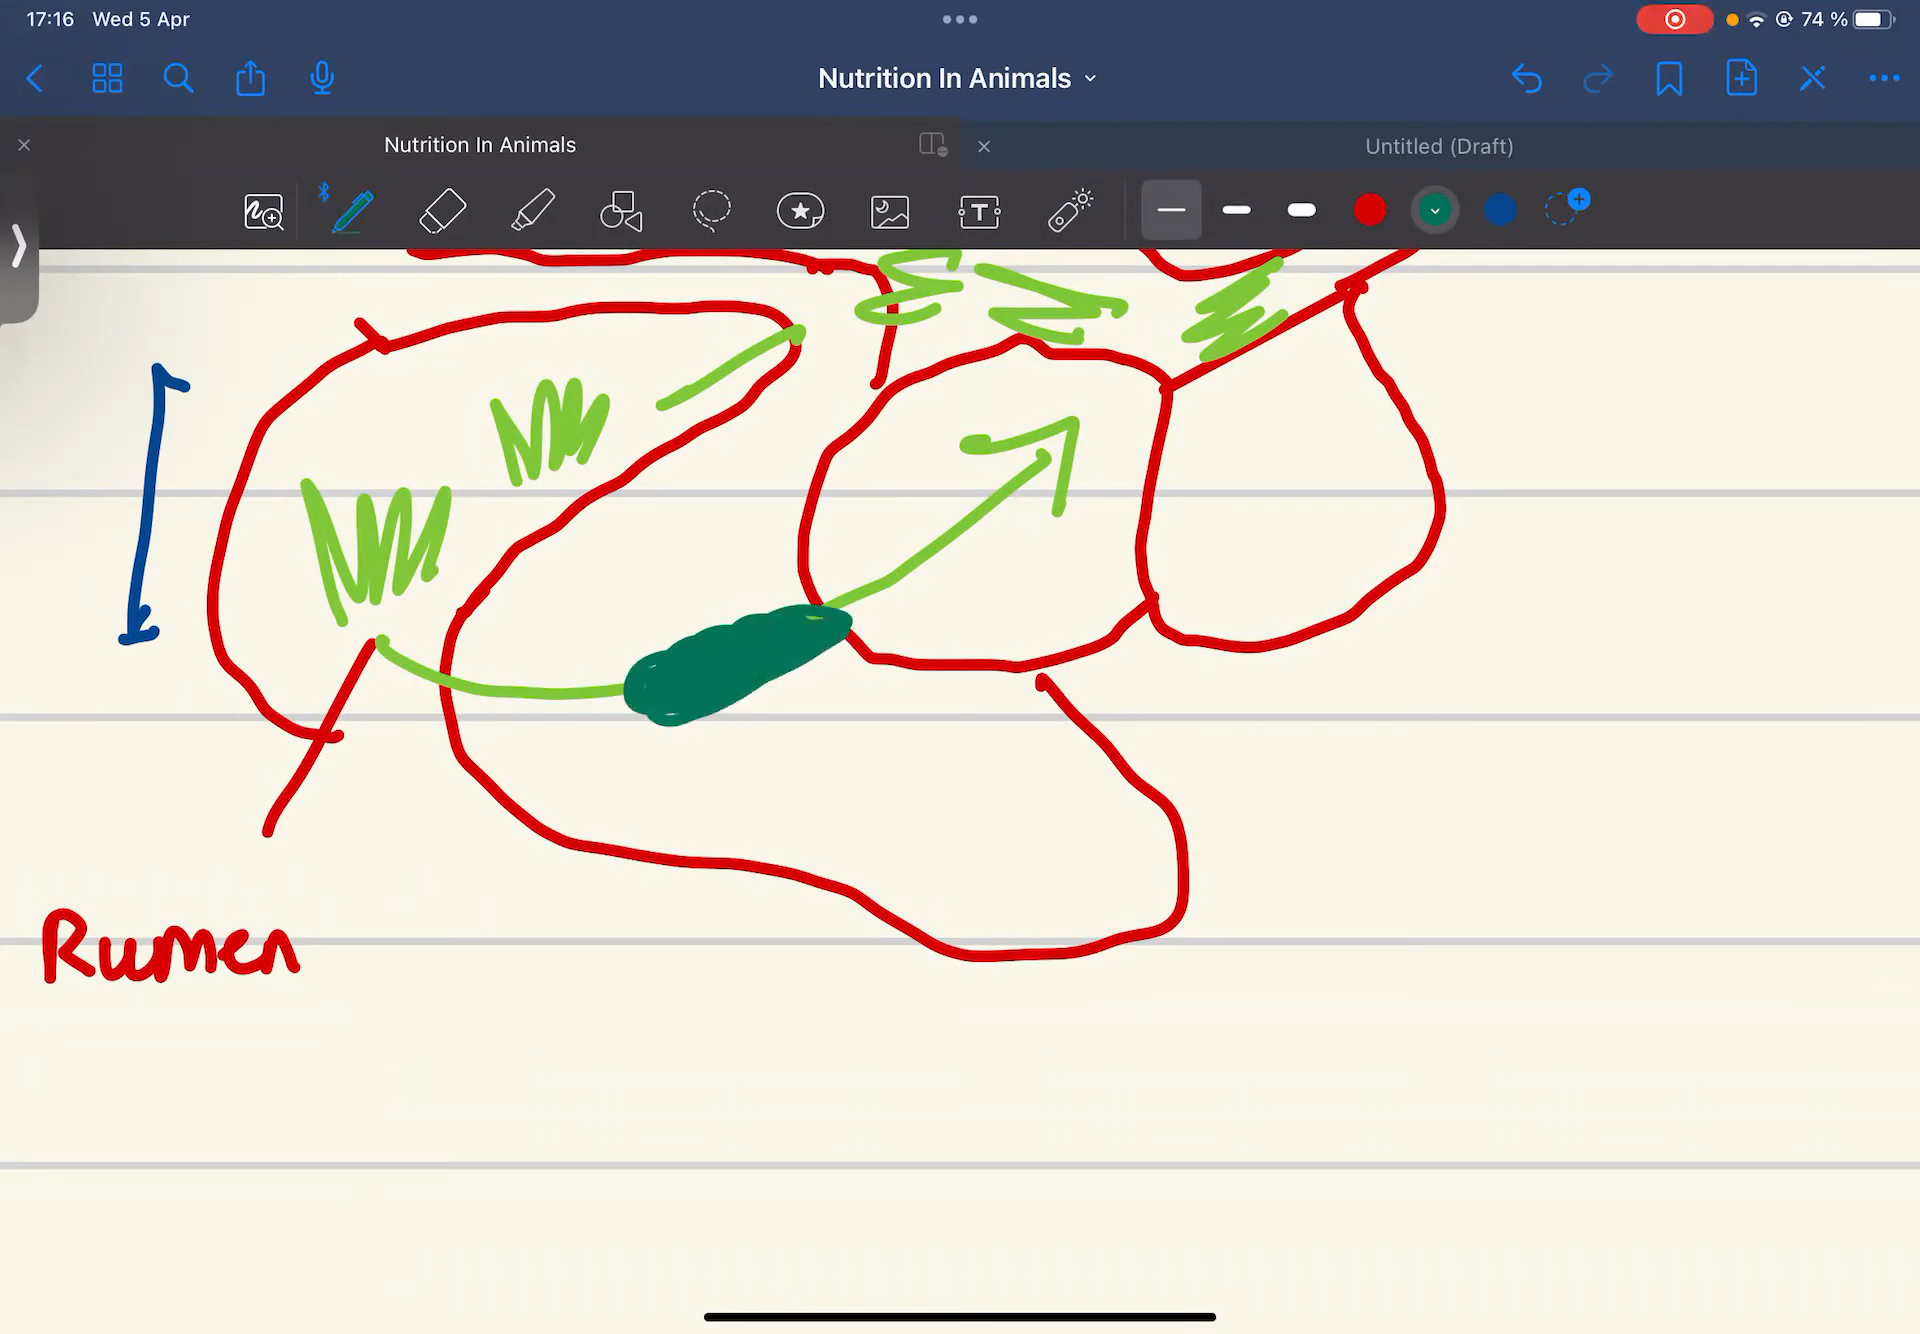 17:16 Wed 5 Apr
74 %
Nutrition In Animals
Nutrition In Animals
Untitled (Draft)
T
Rumen